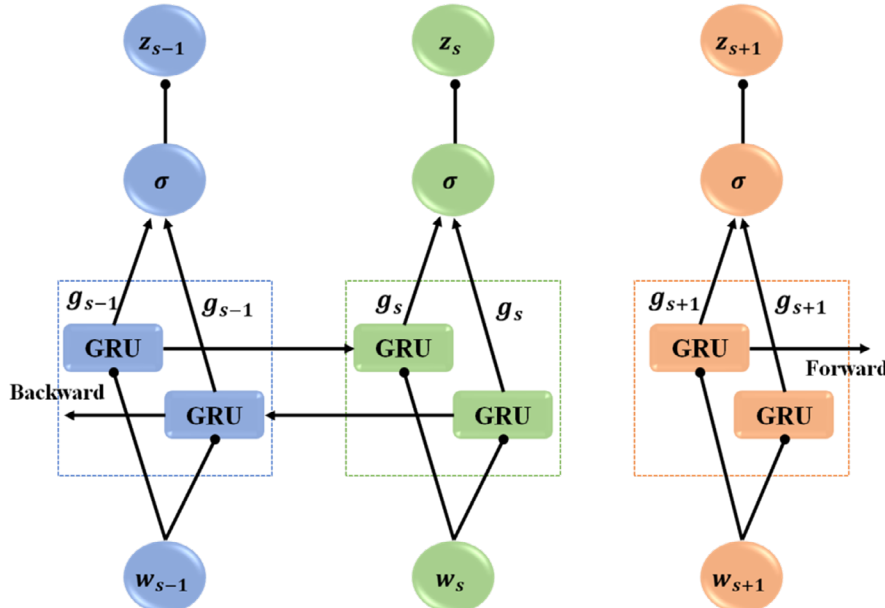 z_{s-1} z_s z_{s+1}
σ σ σ
g_{s-1} g_{s-1} g_s g_s g_{s+1} g_{s+1}
GRU GRU GRU
Backward Forward
GRU GRU GRU
w_{s-1} w_s w_{s+1}